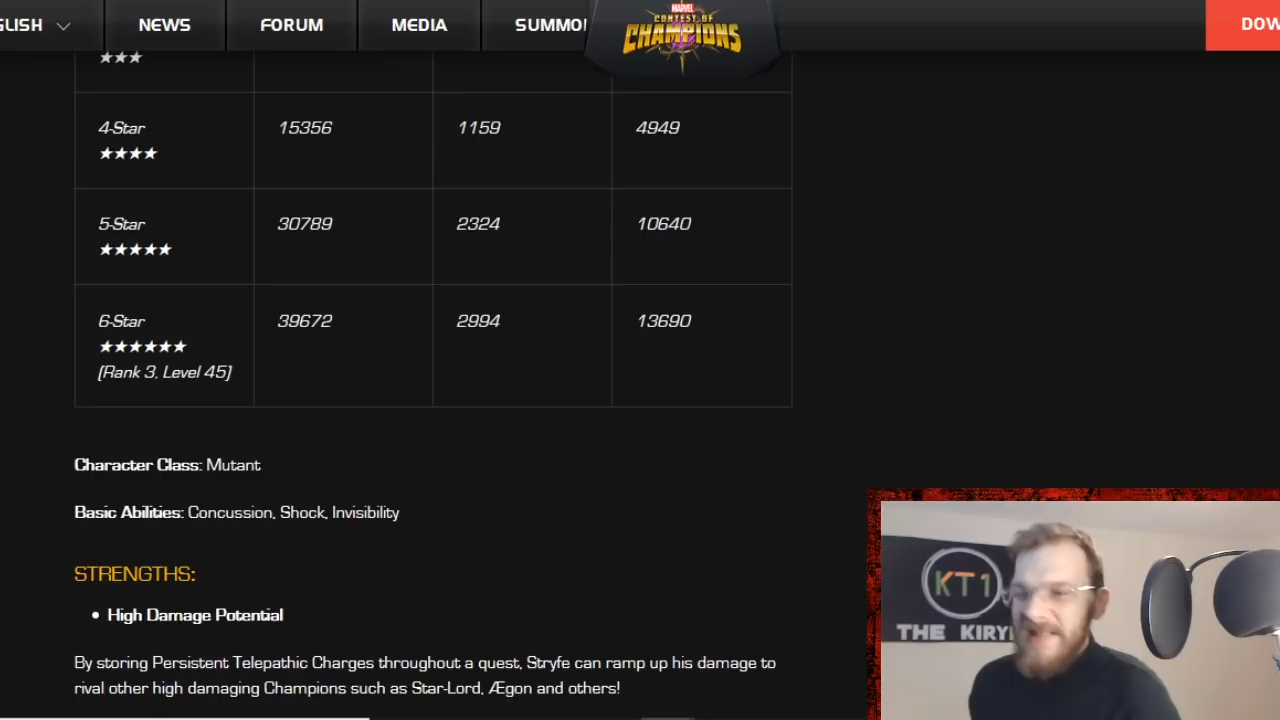 GLISH
NEWS
FORUM
MEDIA
SUMMO
MARVEL
CONTEST OF
CHAMPIONS
DOW
★★★
4-Star 15356 1159 4949
★★★★
5-Star 30789 2324 10640
★★★★★
6-Star 39672 2994 13690
★★★★★★
(Rank 3, Level 45)
Character Class: Mutant
Basic Abilities: Concussion, Shock, Invisibility
STRENGTHS:
• High Damage Potential
By storing Persistent Telepathic Charges throughout a quest, Stryfe can ramp up his damage to
rival other high damaging Champions such as Star-Lord, Ægon and others!
KT1
THE KIRY